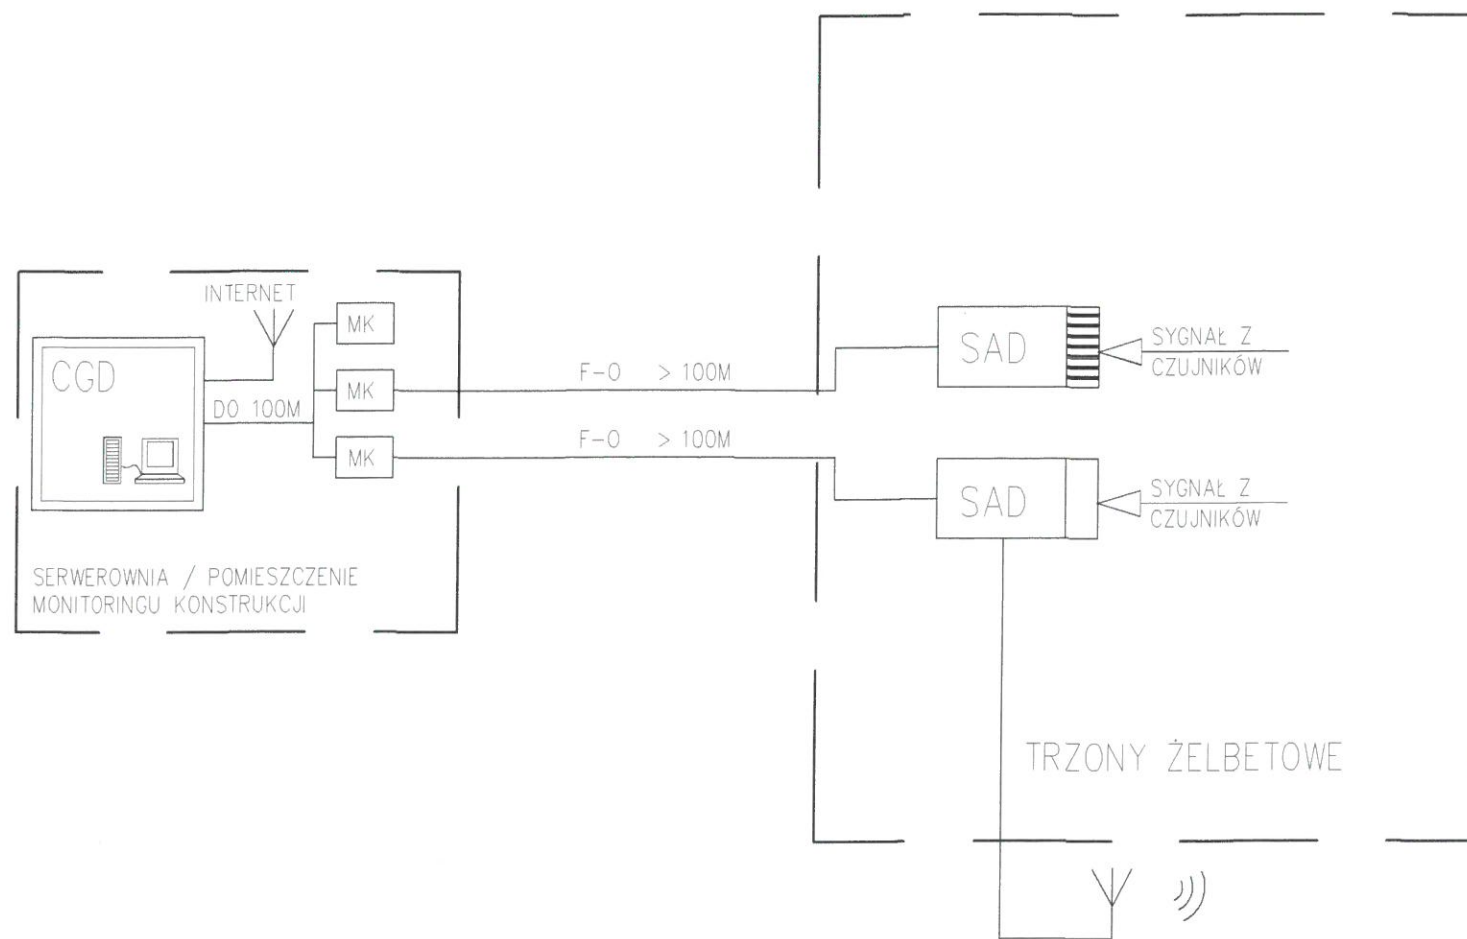 INTERNET
CGD
DO 100M
MK
MK
MK
F-O > 100M
F-O > 100M
SERWEROWNIA / POMIESZCZENIE
MONITORINGU KONSTRUKCJI
SAD
SYGNAŁ Z
CZUJNIKÓW
SAD
SYGNAŁ Z
CZUJNIKÓW
TRZONY ŻELBETOWE